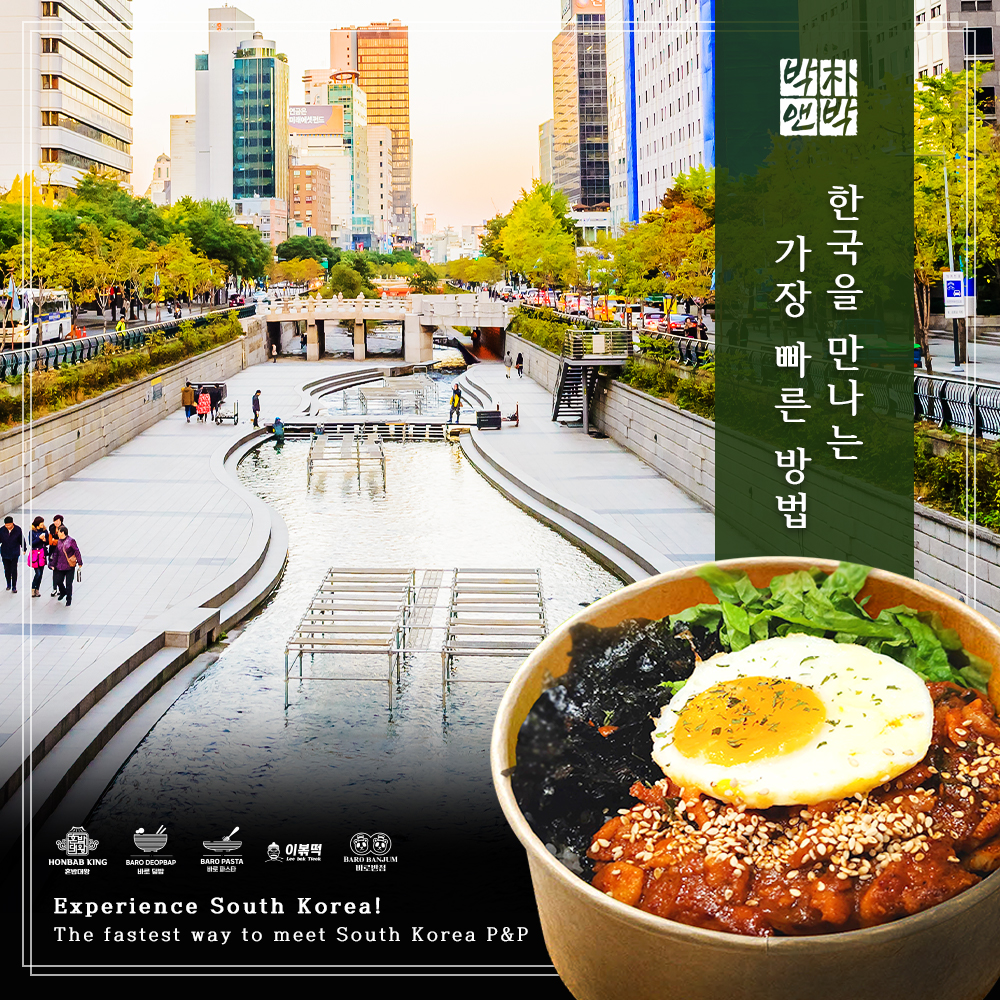 박朴
앤박
한국을 만나는
가장 빠른 방법
HONBAB KING
혼밥대왕
BARO DEOPBAP
바로 덮밥
BARO PASTA
바로 파스타
이볶떡
Lee bok Tteok
BARO BANJUM
바로반점
Experience South Korea!
The fastest way to meet South Korea P&P